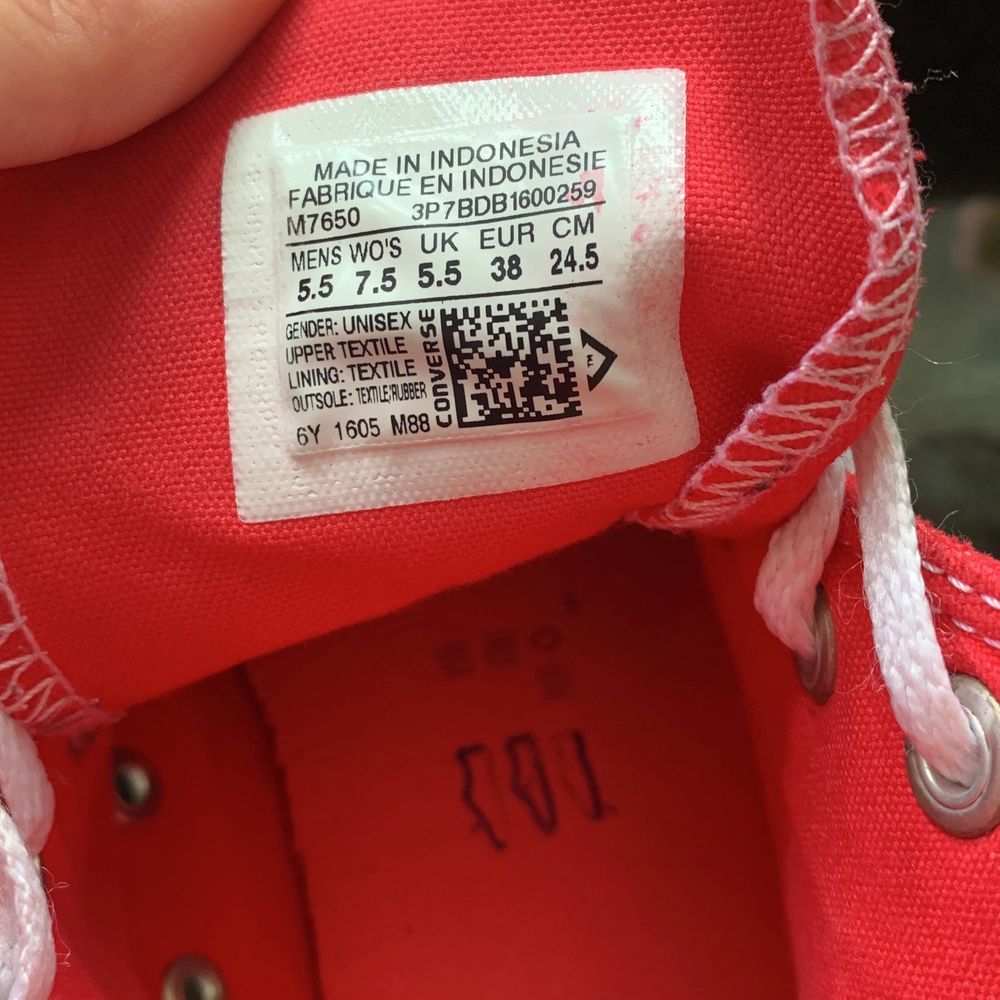 MADE IN INDONESIA
FABRIQUE EN INDONESIE
M7650 3P7BDB1600259
MENS WO'S UK EUR CM
5.5 7.5 5.5 38 24.5
GENDER: UNISEX
UPPER TEXTILE
LINING: TEXTILE
OUTSOLE: TEXTILE/RUBBER
6Y 1605 M88
CONVERSE